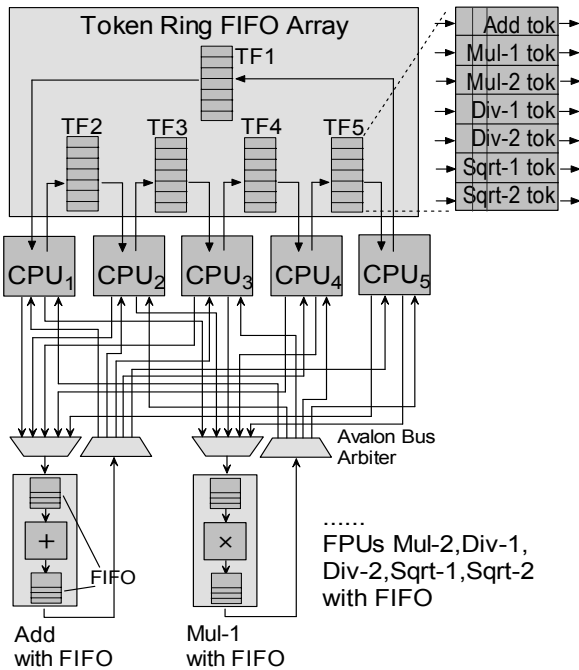 Token Ring FIFO Array
TF1
TF2
TF3
TF4
TF5
Add tok
Mul-1 tok
Mul-2 tok
Div-1 tok
Div-2 tok
Sqrt-1 tok
Sqrt-2 tok
CPU1
CPU2
CPU3
CPU4
CPU5
Avalon Bus
Arbiter
+
×
FIFO
......
FPUs Mul-2,Div-1,
Div-2,Sqrt-1,Sqrt-2
with FIFO
Add
with FIFO
Mul-1
with FIFO